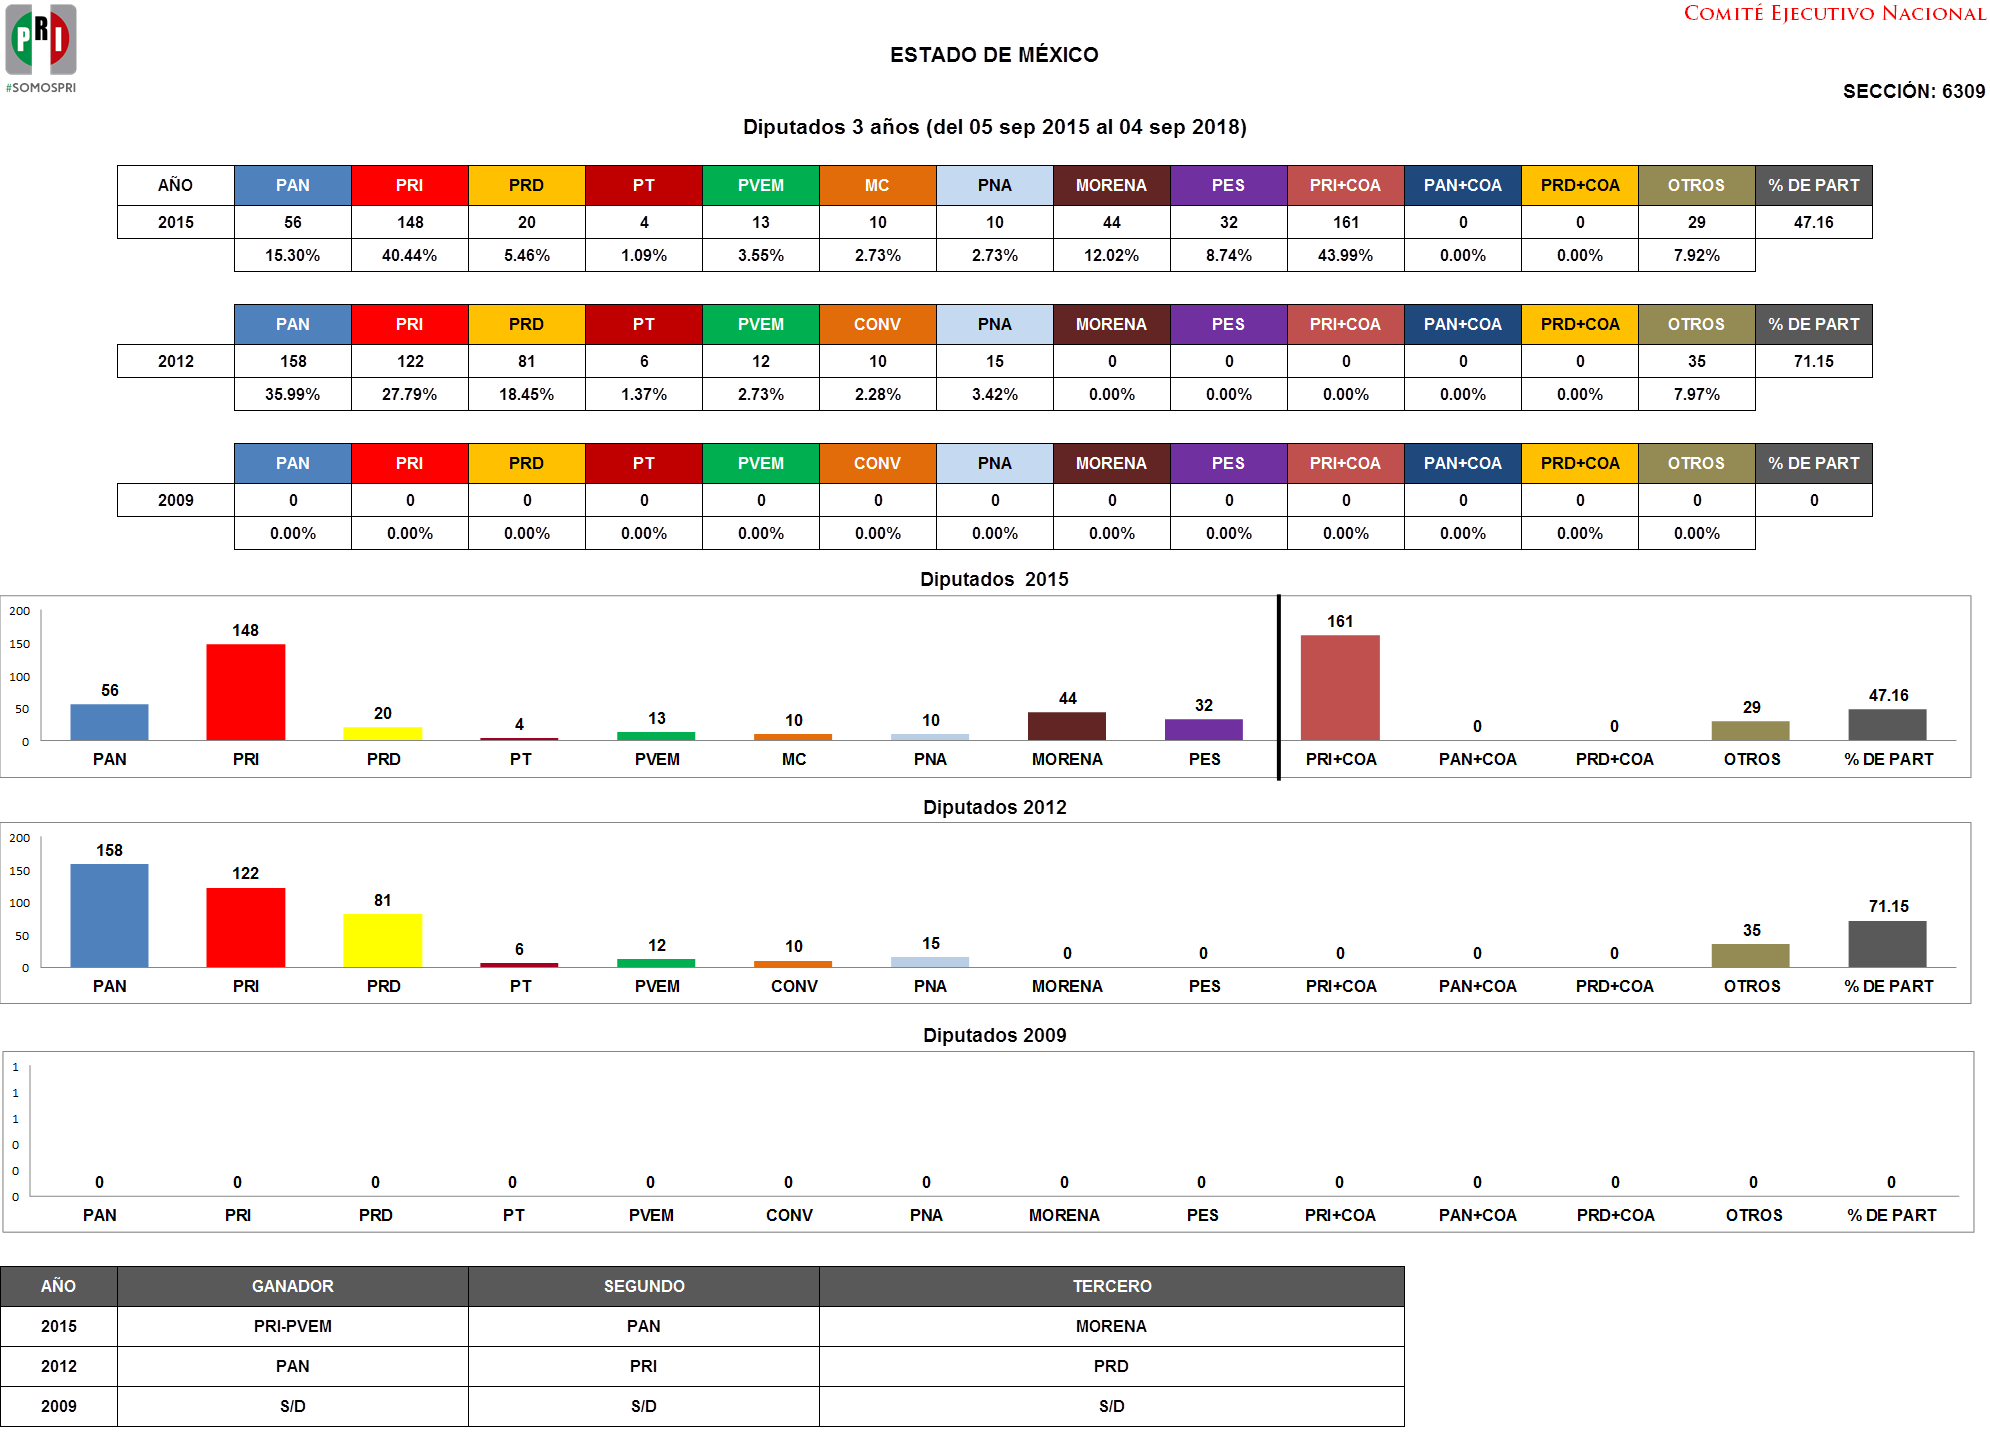 PRI
#SOMOSPRI
COMITÉ EJECUTIVO NACIONAL
ESTADO DE MÉXICO
SECCIÓN: 6309
Diputados 3 años (del 05 sep 2015 al 04 sep 2018)
AÑO PAN PRI PRD PT PVEM MC PNA MORENA PES PRI+COA PAN+COA PRD+COA OTROS % DE PART
2015 56 148 20 4 13 10 10 44 32 161 0 0 29 47.16
15.30% 40.44% 5.46% 1.09% 3.55% 2.73% 2.73% 12.02% 8.74% 43.99% 0.00% 0.00% 7.92%
PAN PRI PRD PT PVEM CONV PNA MORENA PES PRI+COA PAN+COA PRD+COA OTROS % DE PART
2012 158 122 81 6 12 10 15 0 0 0 0 0 35 71.15
35.99% 27.79% 18.45% 1.37% 2.73% 2.28% 3.42% 0.00% 0.00% 0.00% 0.00% 0.00% 7.97%
PAN PRI PRD PT PVEM CONV PNA MORENA PES PRI+COA PAN+COA PRD+COA OTROS % DE PART
2009 0 0 0 0 0 0 0 0 0 0 0 0 0 0
0.00% 0.00% 0.00% 0.00% 0.00% 0.00% 0.00% 0.00% 0.00% 0.00% 0.00% 0.00% 0.00%
Diputados 2015
200
150
100
50
0
56 148 20 4 13 10 10 44 32 161 0 0 29 47.16
PAN PRI PRD PT PVEM MC PNA MORENA PES PRI+COA PAN+COA PRD+COA OTROS % DE PART
Diputados 2012
200
150
100
50
0
158 122 81 6 12 10 15 0 0 0 0 0 35 71.15
PAN PRI PRD PT PVEM CONV PNA MORENA PES PRI+COA PAN+COA PRD+COA OTROS % DE PART
Diputados 2009
1
1
1
0
0
0
0 0 0 0 0 0 0 0 0 0 0 0 0 0
PAN PRI PRD PT PVEM CONV PNA MORENA PES PRI+COA PAN+COA PRD+COA OTROS % DE PART
AÑO GANADOR SEGUNDO TERCERO
2015 PRI-PVEM PAN MORENA
2012 PAN PRI PRD
2009 S/D S/D S/D